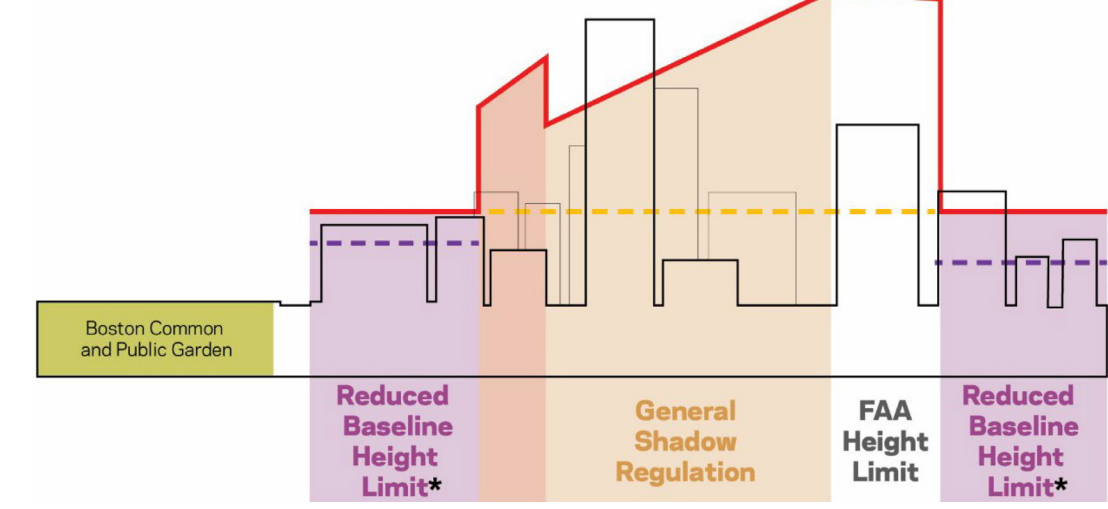 Boston Common
and Public Garden
Reduced
Baseline
Height
Limit*
General
Shadow
Regulation
FAA
Height
Limit
Reduced
Baseline
Height
Limit*